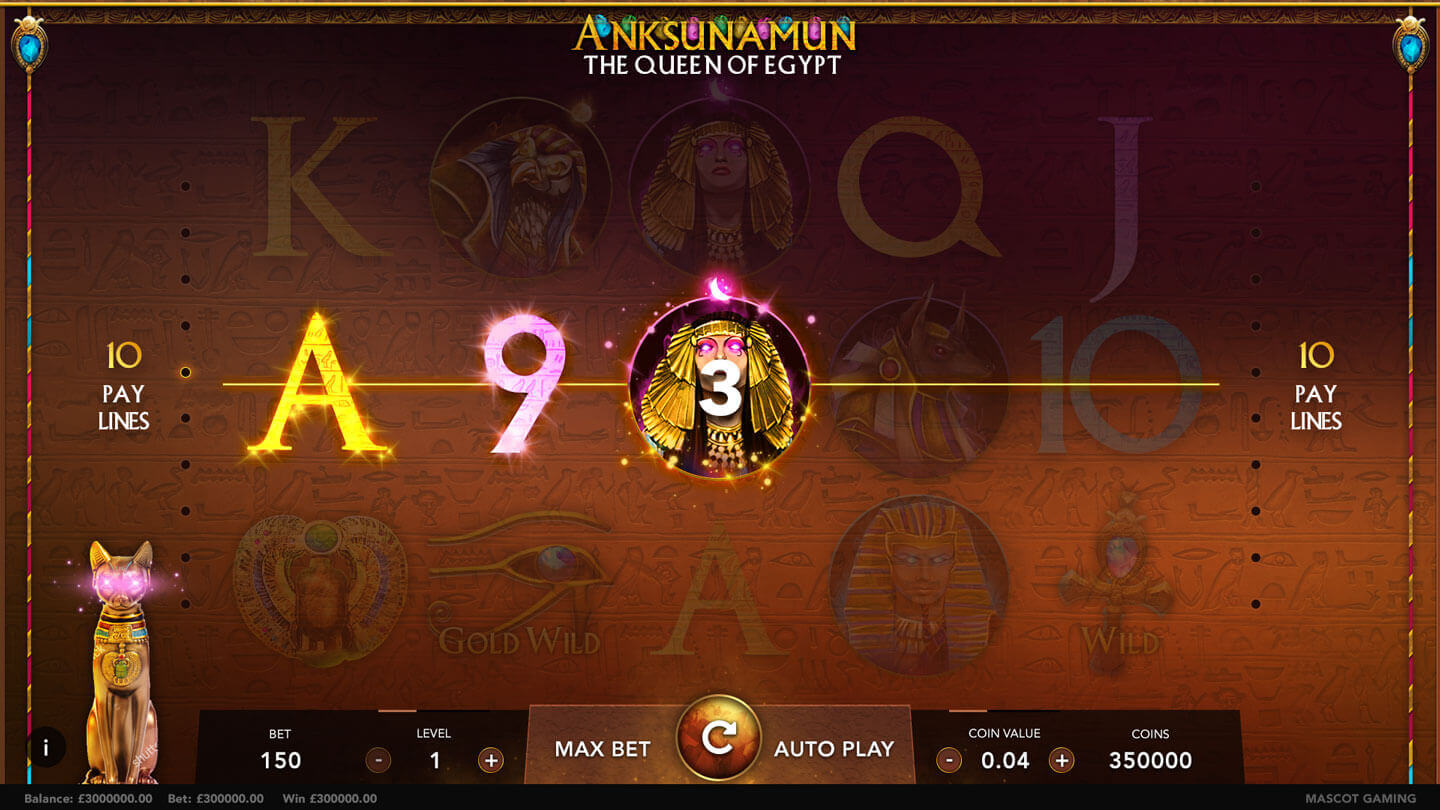 ANKSUNAMUN
THE QUEEN OF EGYPT
K
Q
J
10
PAY
LINES
A
9
3
10
10
PAY
LINES
GOLD WILD
A
WILD
shutt
i
BET
150
-
LEVEL
1
+
MAX BET
AUTO PLAY
-
COIN VALUE
0.04
+
COINS
350000
Balance: £3000000.00 Bet: £300000.00 Win £300000.00
MASCOT GAMING